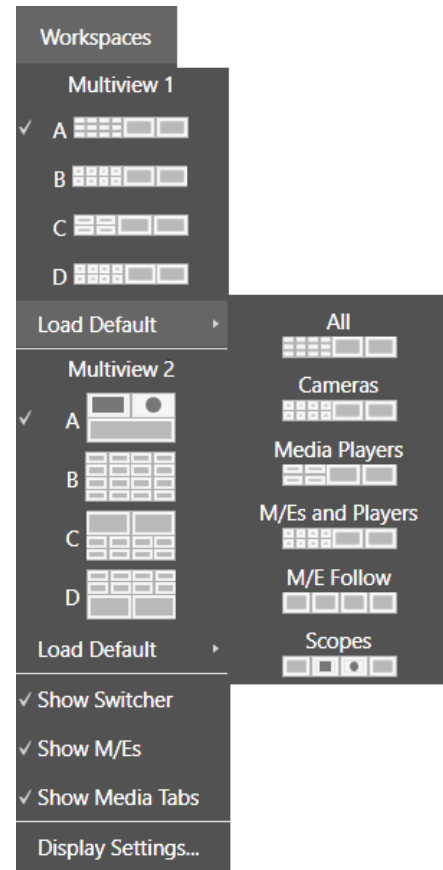 Workspaces
Multiview 1
✓ A
B
C
D
Load Default
Multiview 2
✓ A
B
C
D
Load Default
✓ Show Switcher
✓ Show M/Es
✓ Show Media Tabs
Display Settings...
All
Cameras
Media Players
M/Es and Players
M/E Follow
Scopes